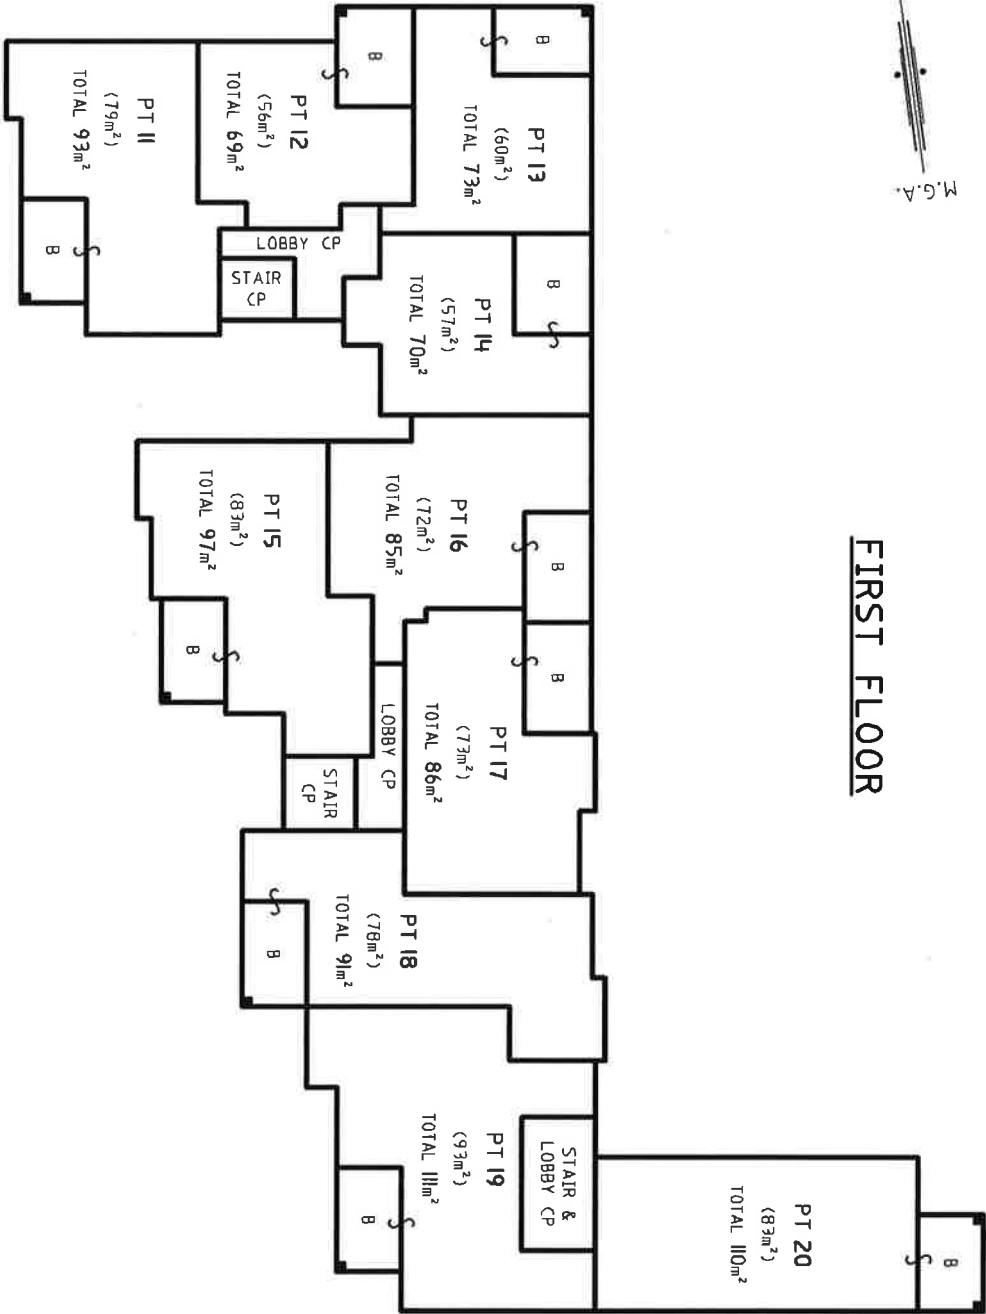 M.G.A.
FIRST FLOOR
B
B
PT 11
(79m²)
TOTAL 93m²
B
PT 12
(56m²)
TOTAL 69m²
PT 13
(60m²)
TOTAL 73m²
LOBBY CP
STAIR
CP
B
PT 14
(57m²)
TOTAL 70m²
PT 15
(83m²)
TOTAL 97m²
B
PT 16
(72m²)
TOTAL 85m²
B
B
PT 17
(73m²)
TOTAL 86m²
LOBBY CP
STAIR
CP
PT 18
(78m²)
TOTAL 91m²
B
PT 19
(93m²)
TOTAL 111m²
B
STAIR &
LOBBY CP
PT 20
(83m²)
TOTAL 110m²
B